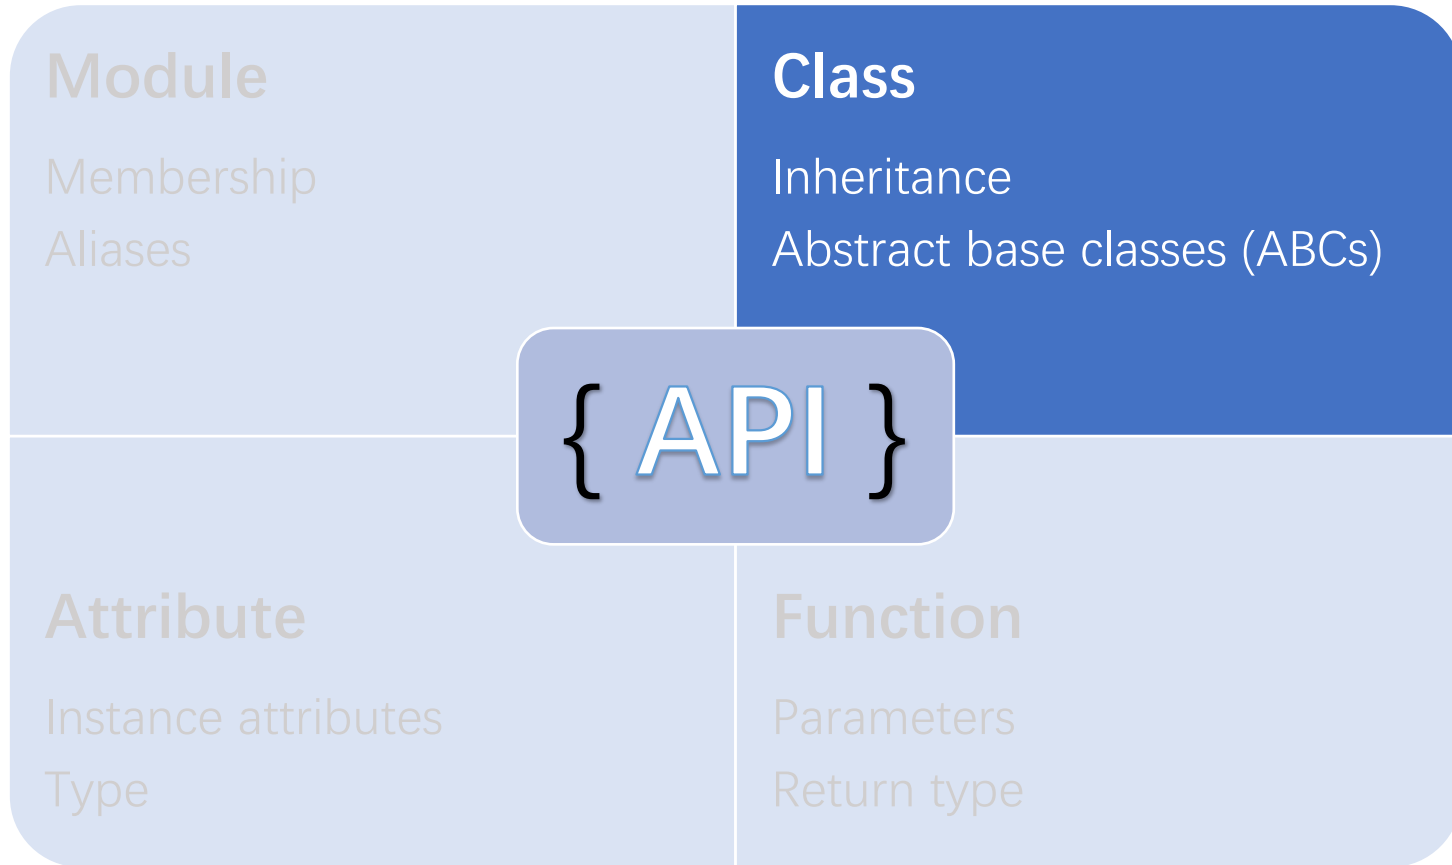 Module
Membership
Aliases
Class
Inheritance
Abstract base classes (ABCs)
{ API }
Attribute
Instance attributes
Type
Function
Parameters
Return type